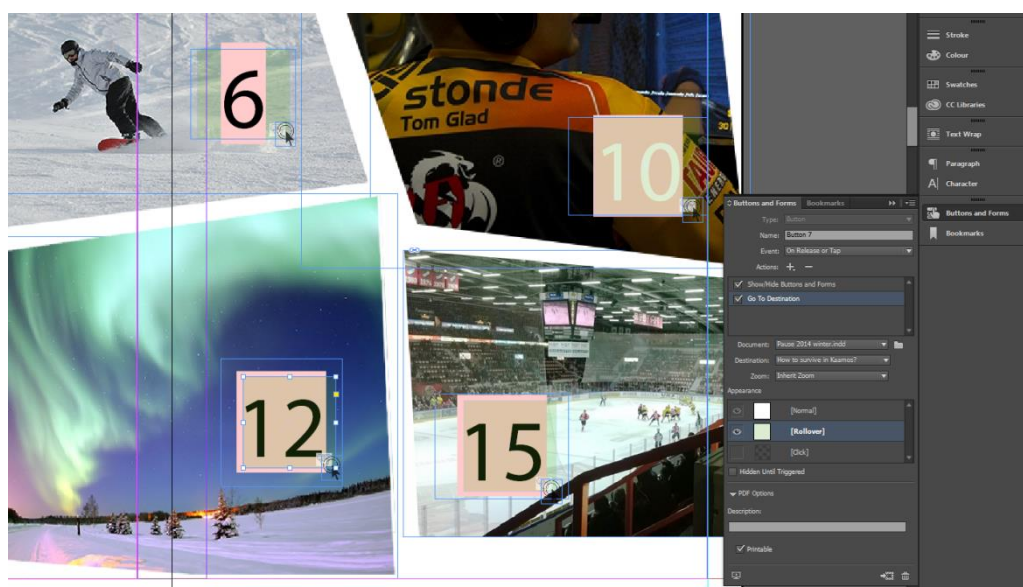 6
stonde
Tom Glad
®
10
12
15
Stroke
Colour
Swatches
CC Libraries
Text Wrap
Paragraph
Character
Buttons and Forms
Bookmarks
Buttons and Forms
Bookmarks
Type: Button
Name: Button 7
Event: On Release or Tap
Actions:
Show/Hide Buttons and Forms
Go To Destination
Document: Pause 2014 winter.indd
Destination: How to survive in Kaamos?
Zoom: Inherit Zoom
Appearance
[Normal]
[Rollover]
[Click]
Hidden Until Triggered
PDF Options
Description:
Printable